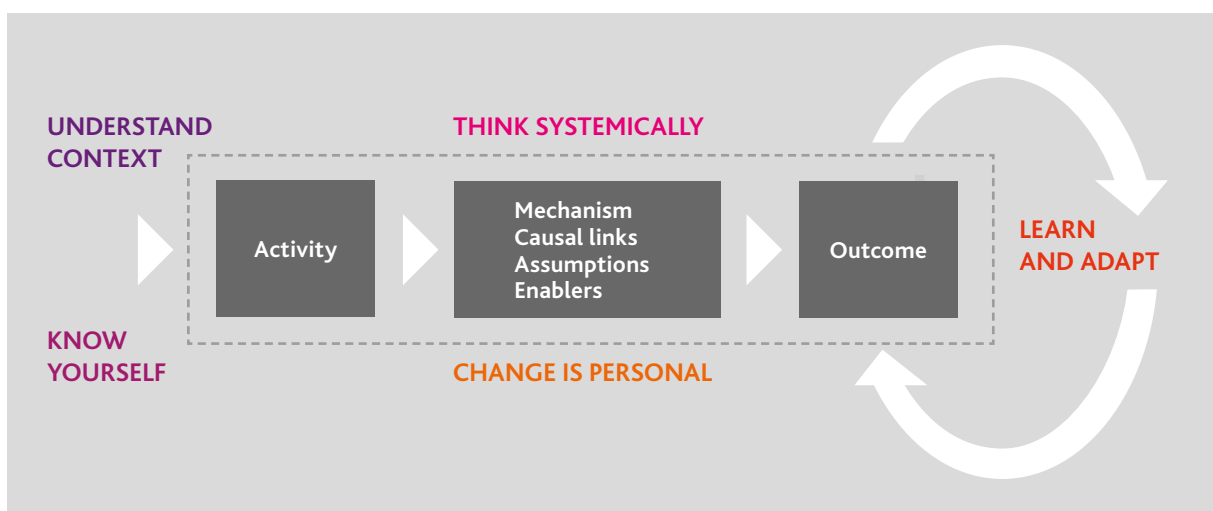 UNDERSTAND
CONTEXT
THINK SYSTEMICALLY
Activity
Mechanism
Causal links
Assumptions
Enablers
Outcome
LEARN
AND ADAPT
KNOW
YOURSELF
CHANGE IS PERSONAL